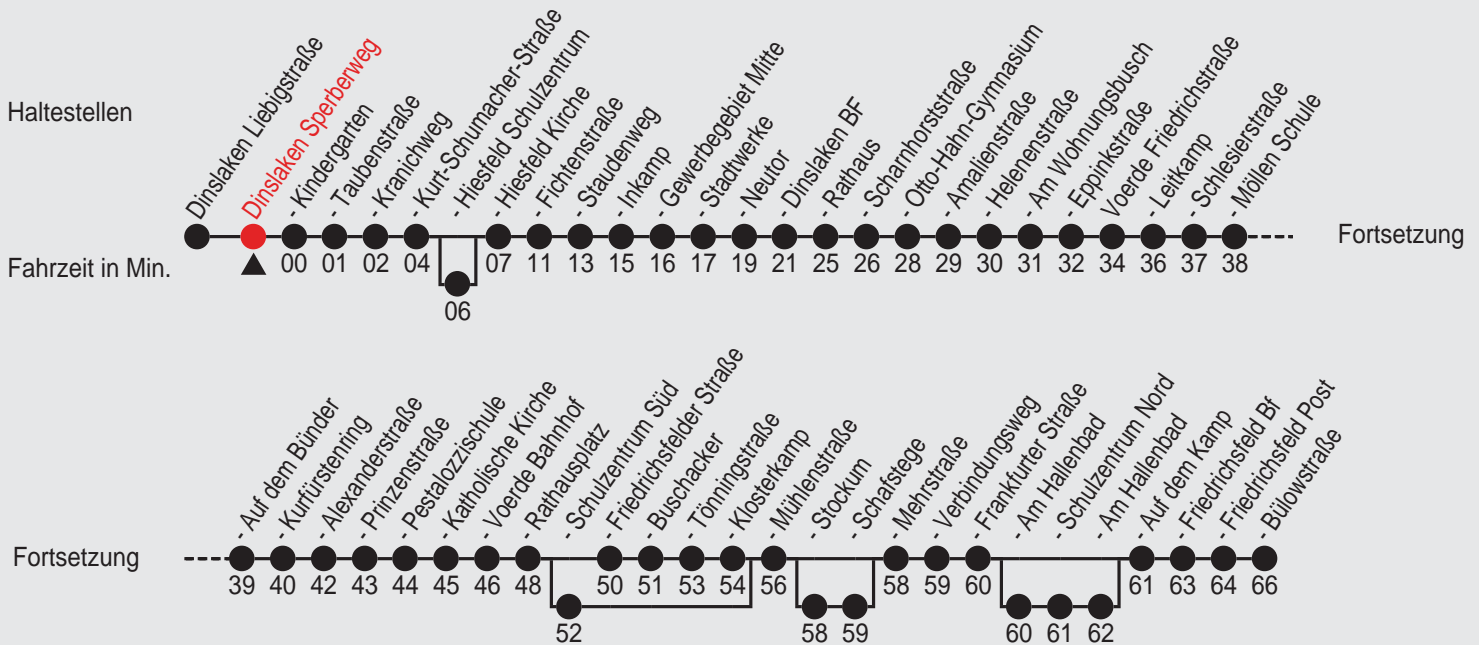 Haltestellen
Dinslaken Liebigstraße
Dinslaken Sperberweg
- Kindergarten
- Taubenstraße
- Kranichweg
- Kurt-Schumacher-Straße
- Hiesfeld Schulzentrum
- Hiesfeld Kirche
- Fichtenstraße
- Staudenweg
- Inkamp
- Gewerbegebiet Mitte
- Stadtwerke
- Neutor
- Dinslaken BF
- Rathaus
- Scharnhorststraße
- Otto-Hahn-Gymnasium
- Amalienstraße
- Helenenstraße
- Am Wohnungsbusch
- Eppinkstraße
Voerde Friedrichstraße
- Leitkamp
- Schlesierstraße
- Möllen Schule
Fortsetzung
Fahrzeit in Min.
00 01 02 04 07 11 13 15 16 17 19 21 25 26 28 29 30 31 32 34 36 37 38
06
- Auf dem Bünder
- Kurfürstenring
- Alexanderstraße
- Prinzenstraße
- Pestalozzischule
- Katholische Kirche
- Voerde Bahnhof
- Rathausplatz
- Schulzentrum Süd
- Friedrichsfelder Straße
- Buschacker
- Tönningstraße
- Klosterkamp
- Mühlenstraße
- Stockum
- Schafstege
- Mehrstraße
- Verbindungsweg
- Frankfurter Straße
- Am Hallenbad
- Schulzentrum Nord
- Am Hallenbad
- Auf dem Kamp
- Friedrichsfeld Bf
- Friedrichsfeld Post
- Bülowstraße
Fortsetzung
39 40 42 43 44 45 46 48 50 51 53 54 56 58 59 60 61 63 64 66
52 58 59 60 61 62